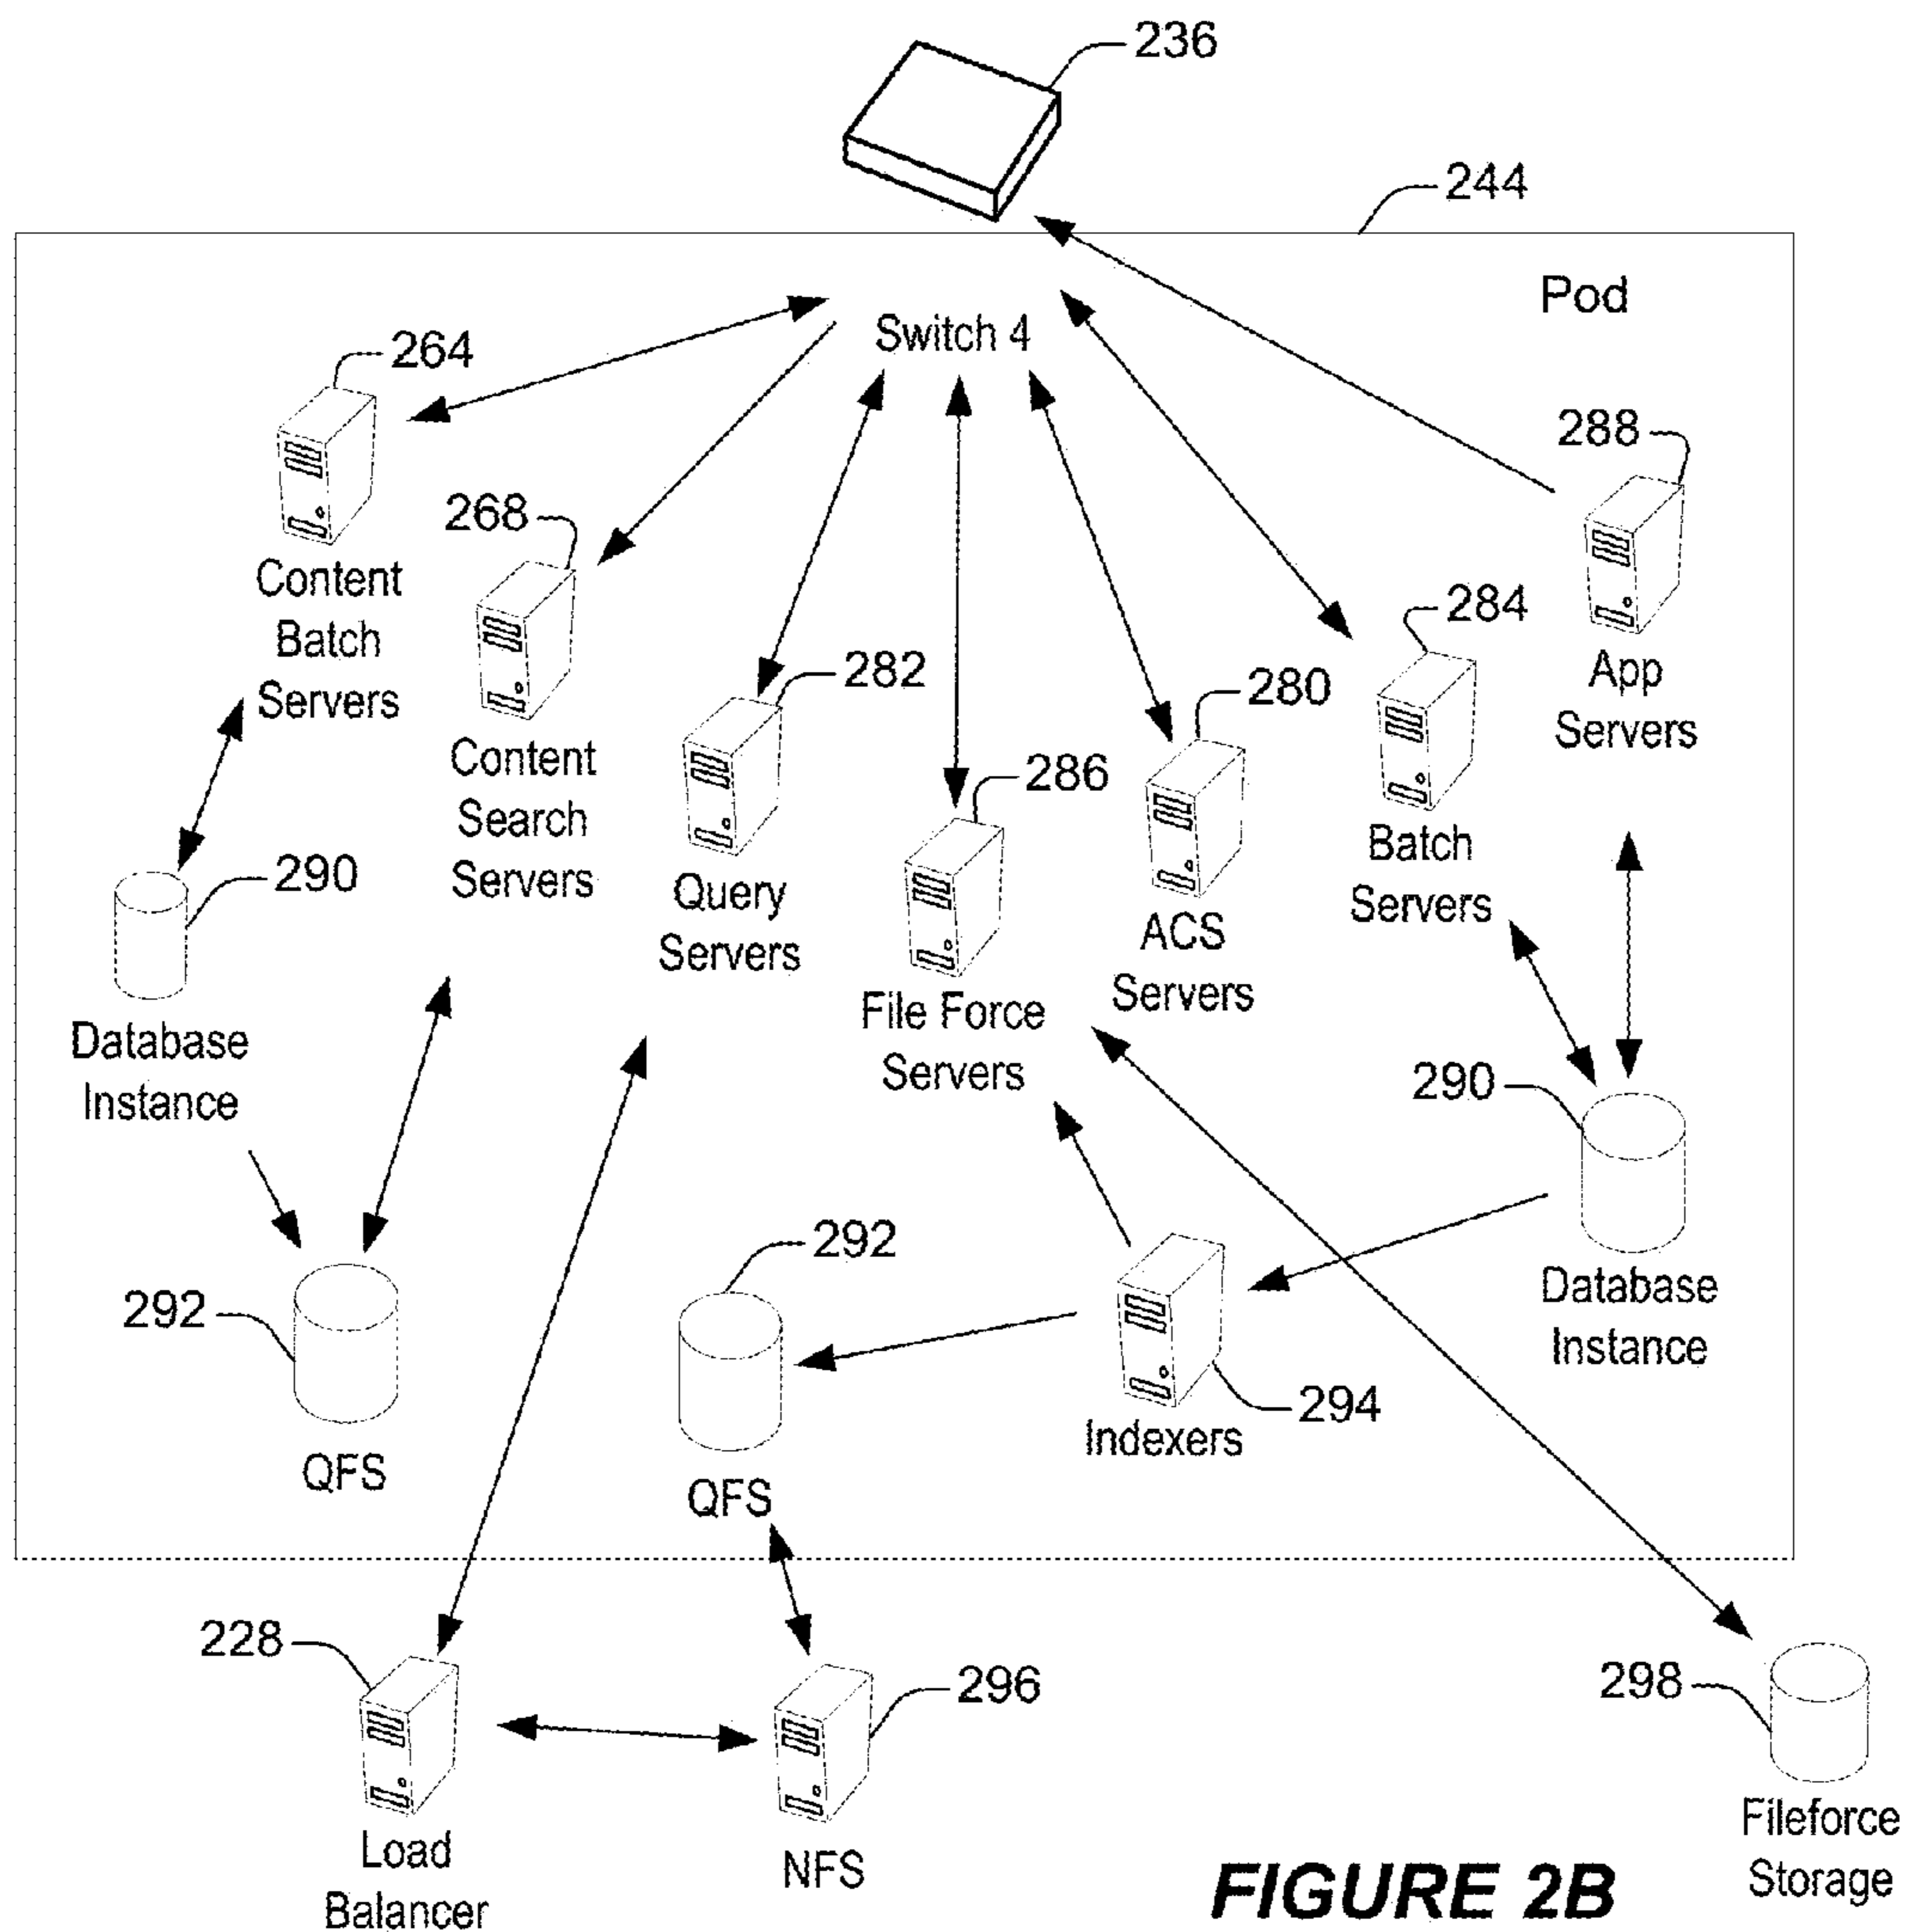 236
244
Pod
Switch 4
264
288
268
Content
Batch
Servers
284
App
Servers
282
280
Content
Search
Servers
286
Batch
Servers
290
Query
Servers
ACS
Servers
File Force
Servers
Database
Instance
290
292
292
Database
Instance
294
Indexers
QFS
QFS
228
296
298
Load
Balancer
NFS
Fileforce
Storage
FIGURE 2B